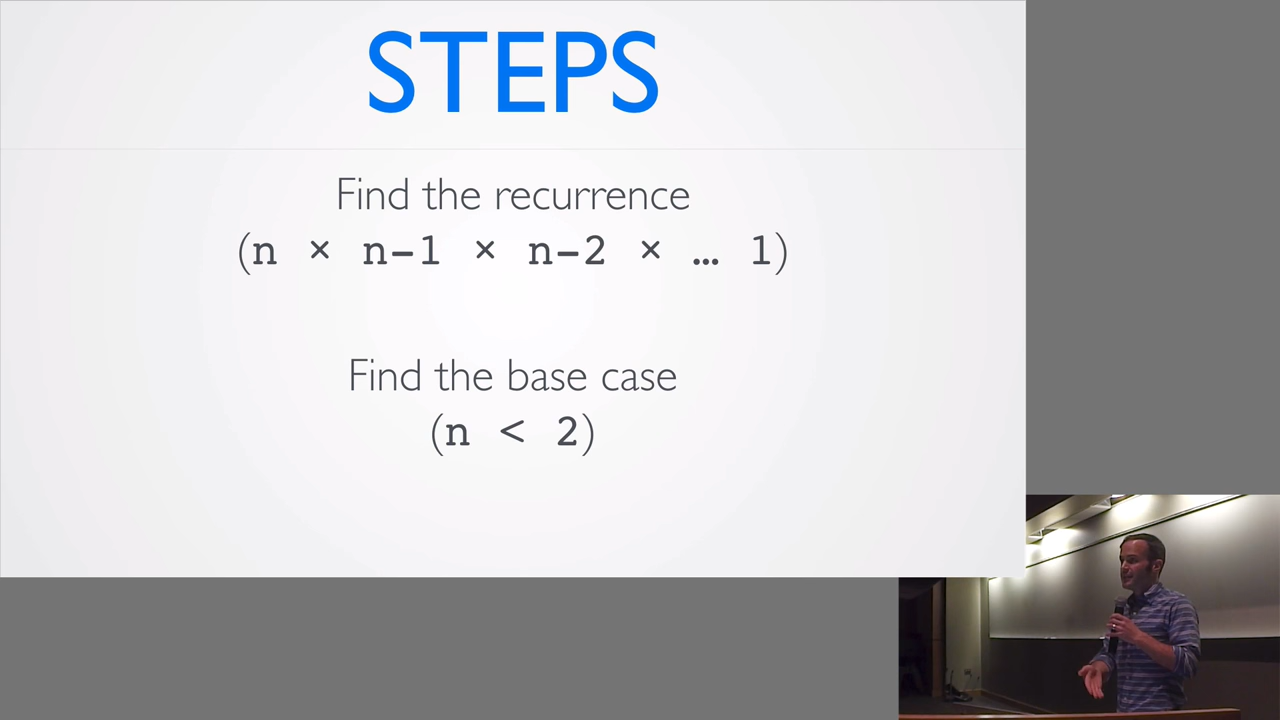 STEPS
Find the recurrence
(n × n-1 × n-2 × … 1)
Find the base case
(n < 2)